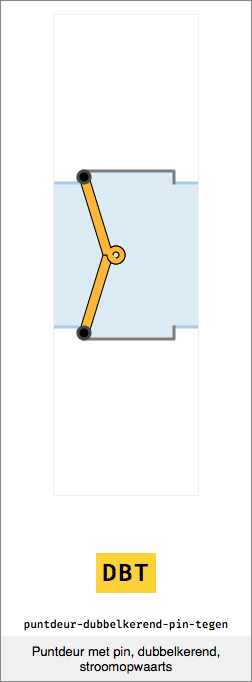 DBT
puntdeur-dubbelkerend-pin-tegen
Puntdeur met pin, dubbelkerend,
stroomopwaarts